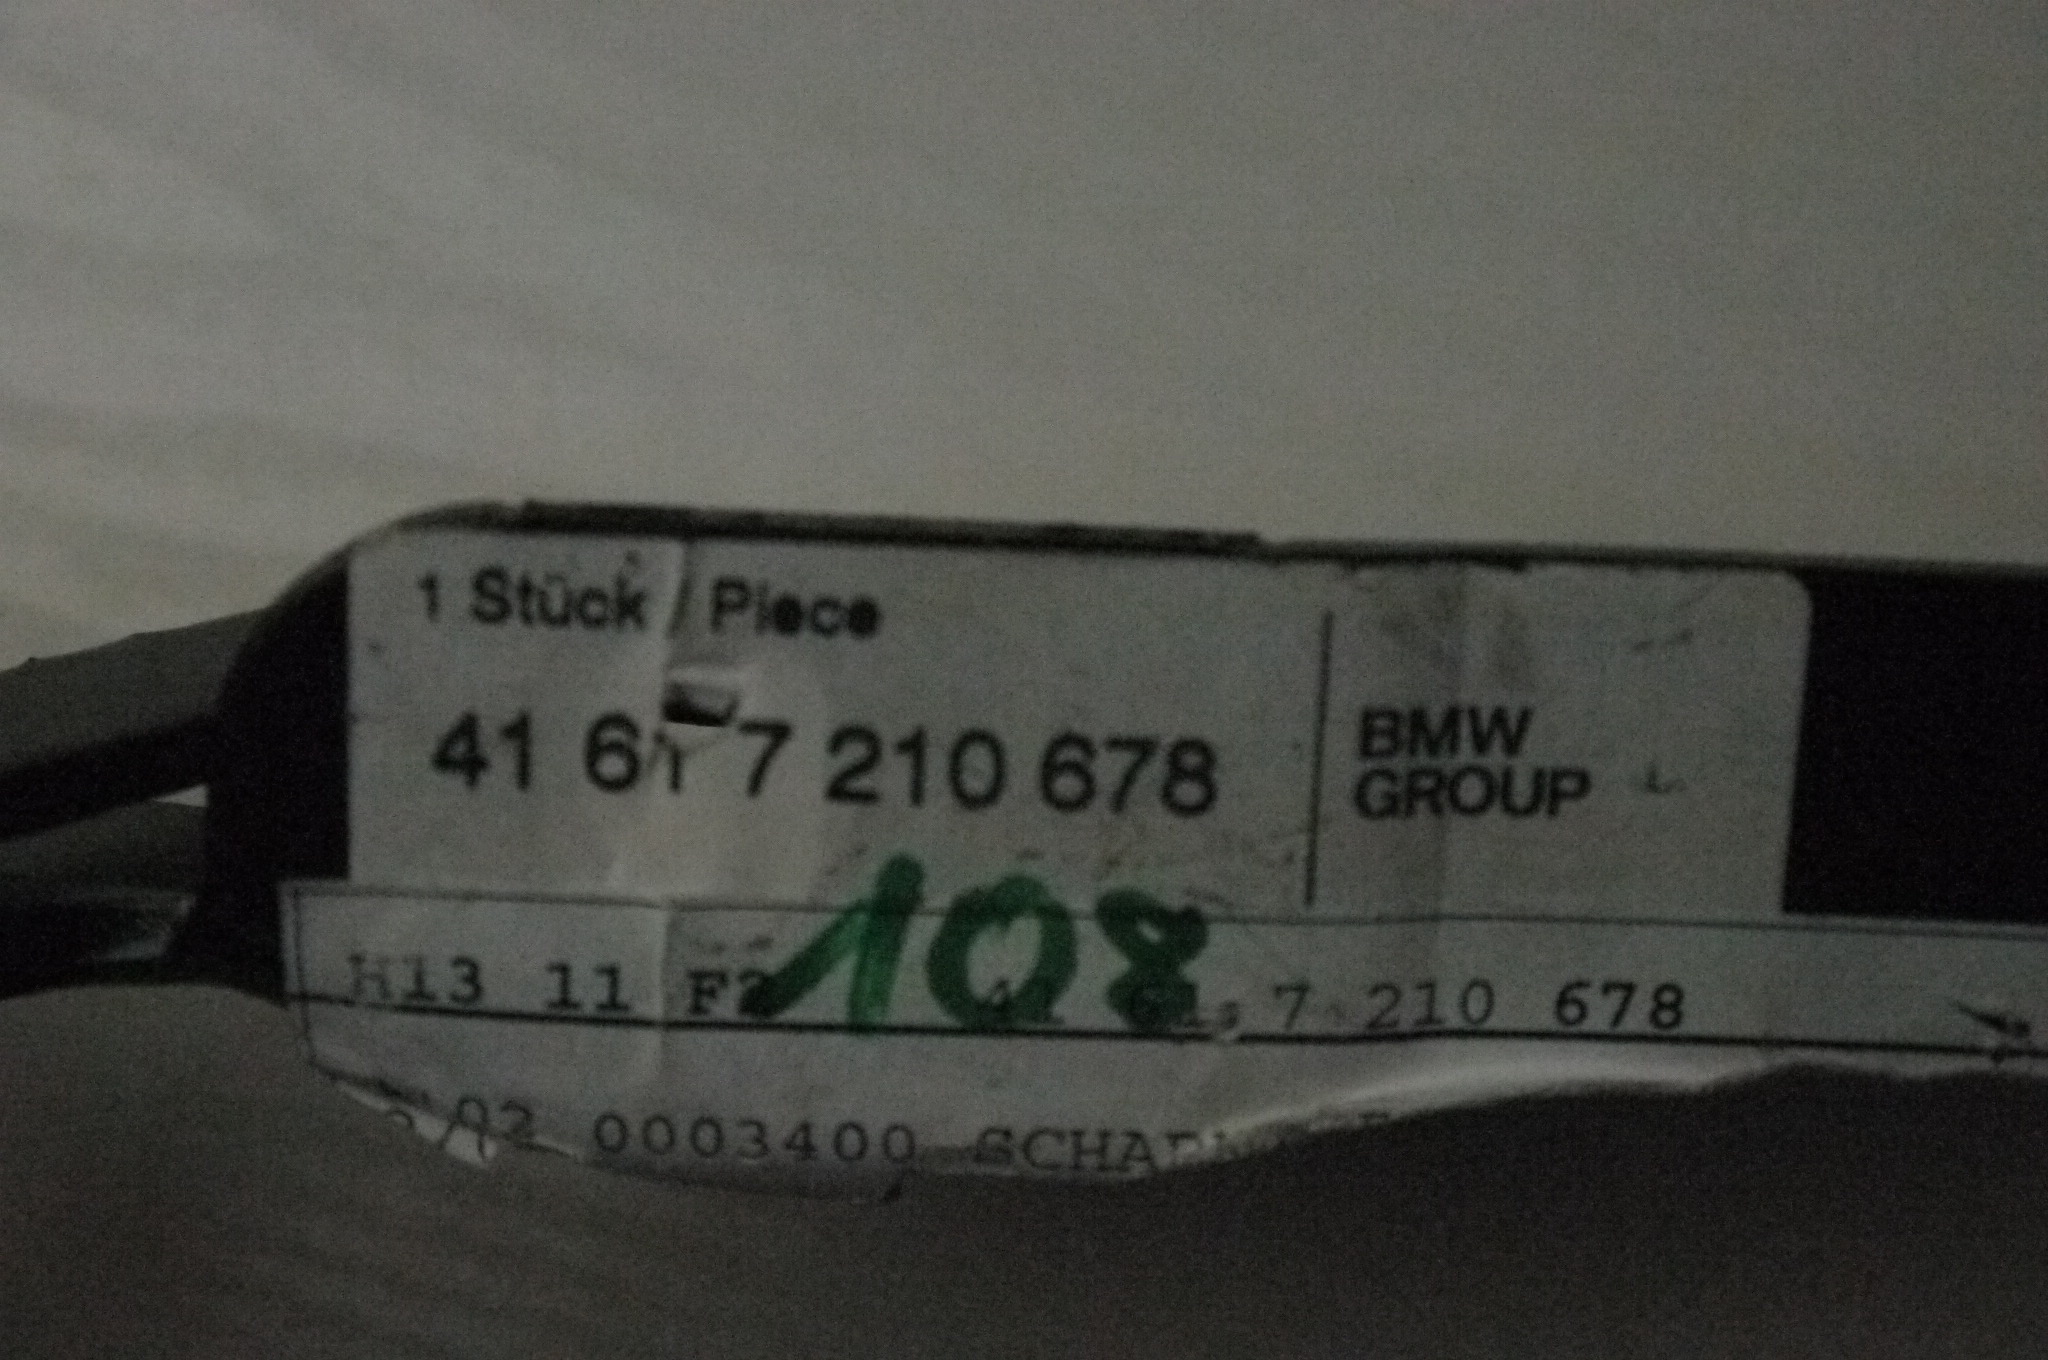 1 Stück / Piece
41 61 7 210 678
BMW
GROUP
108
H13 11 7 210 678
0003400